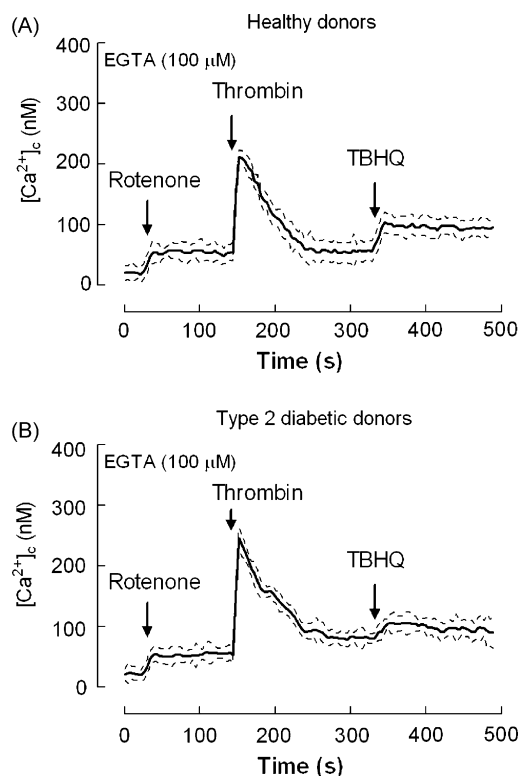 (A)
Healthy donors
400
EGTA (100 µM)
Thrombin
300
[Ca²⁺]c (nM)
200
Rotenone
TBHQ
100
0
0 100 200 300 400 500
Time (s)
(B)
Type 2 diabetic donors
400
EGTA (100 µM)
Thrombin
300
[Ca²⁺]c (nM)
200
Rotenone
TBHQ
100
0
0 100 200 300 400 500
Time (s)